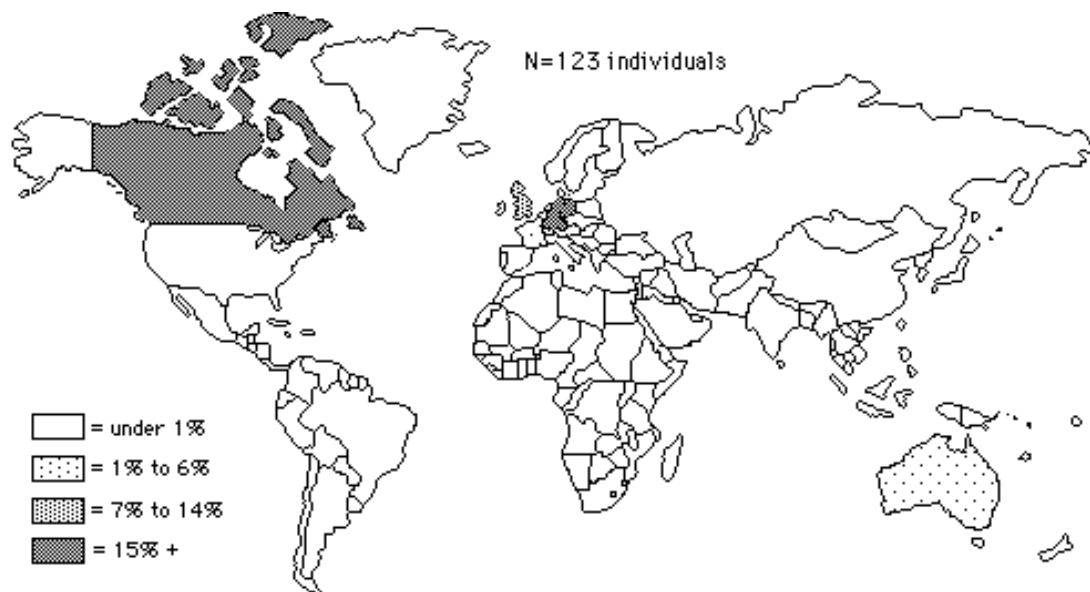 N=123 individuals
= under 1%
= 1% to 6%
= 7% to 14%
= 15% +